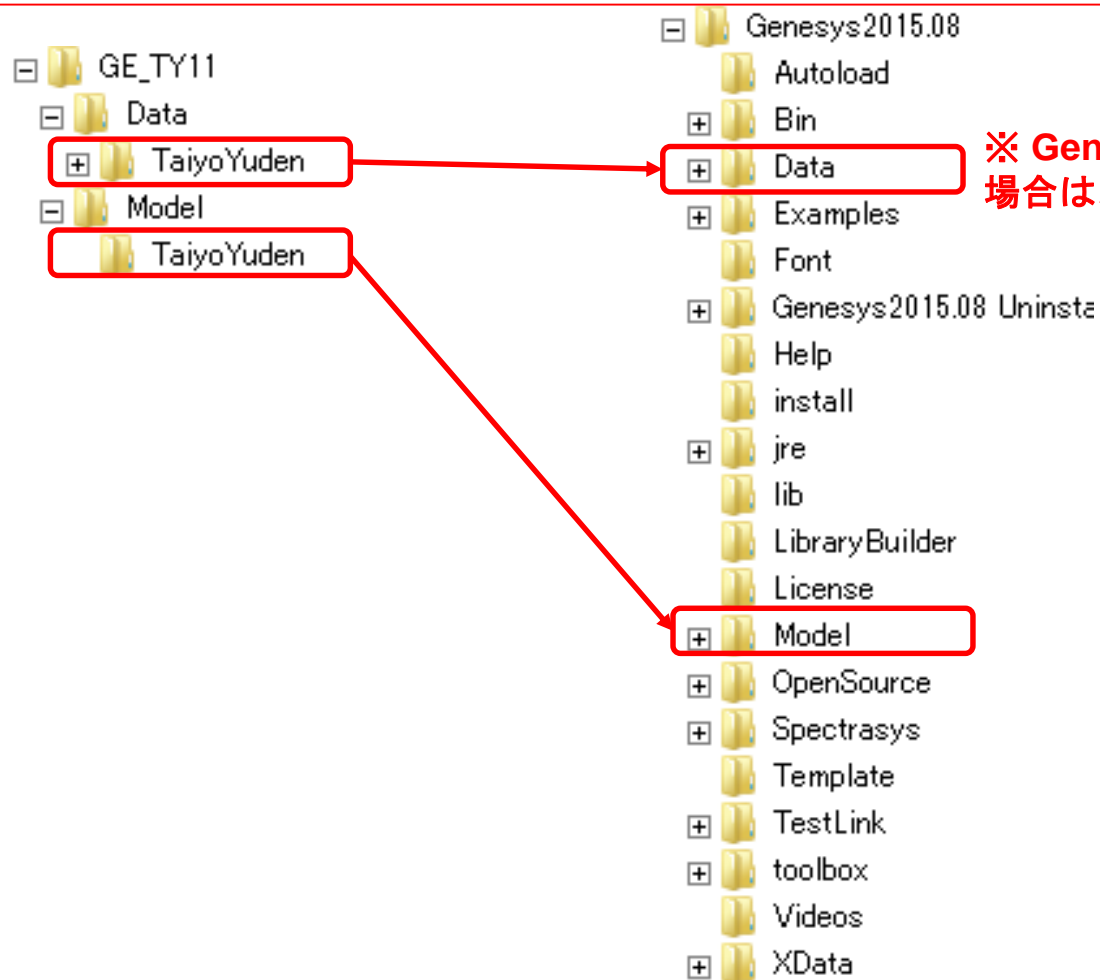 GE_TY11
Data
TaiyoYuden
Model
TaiyoYuden
Genesys2015.08
Autoload
Bin
Data
※ Gen
場合は
Examples
Font
Genesys2015.08 Uninsta
Help
install
jre
lib
LibraryBuilder
License
Model
OpenSource
Spectrasys
Template
TestLink
toolbox
Videos
XData